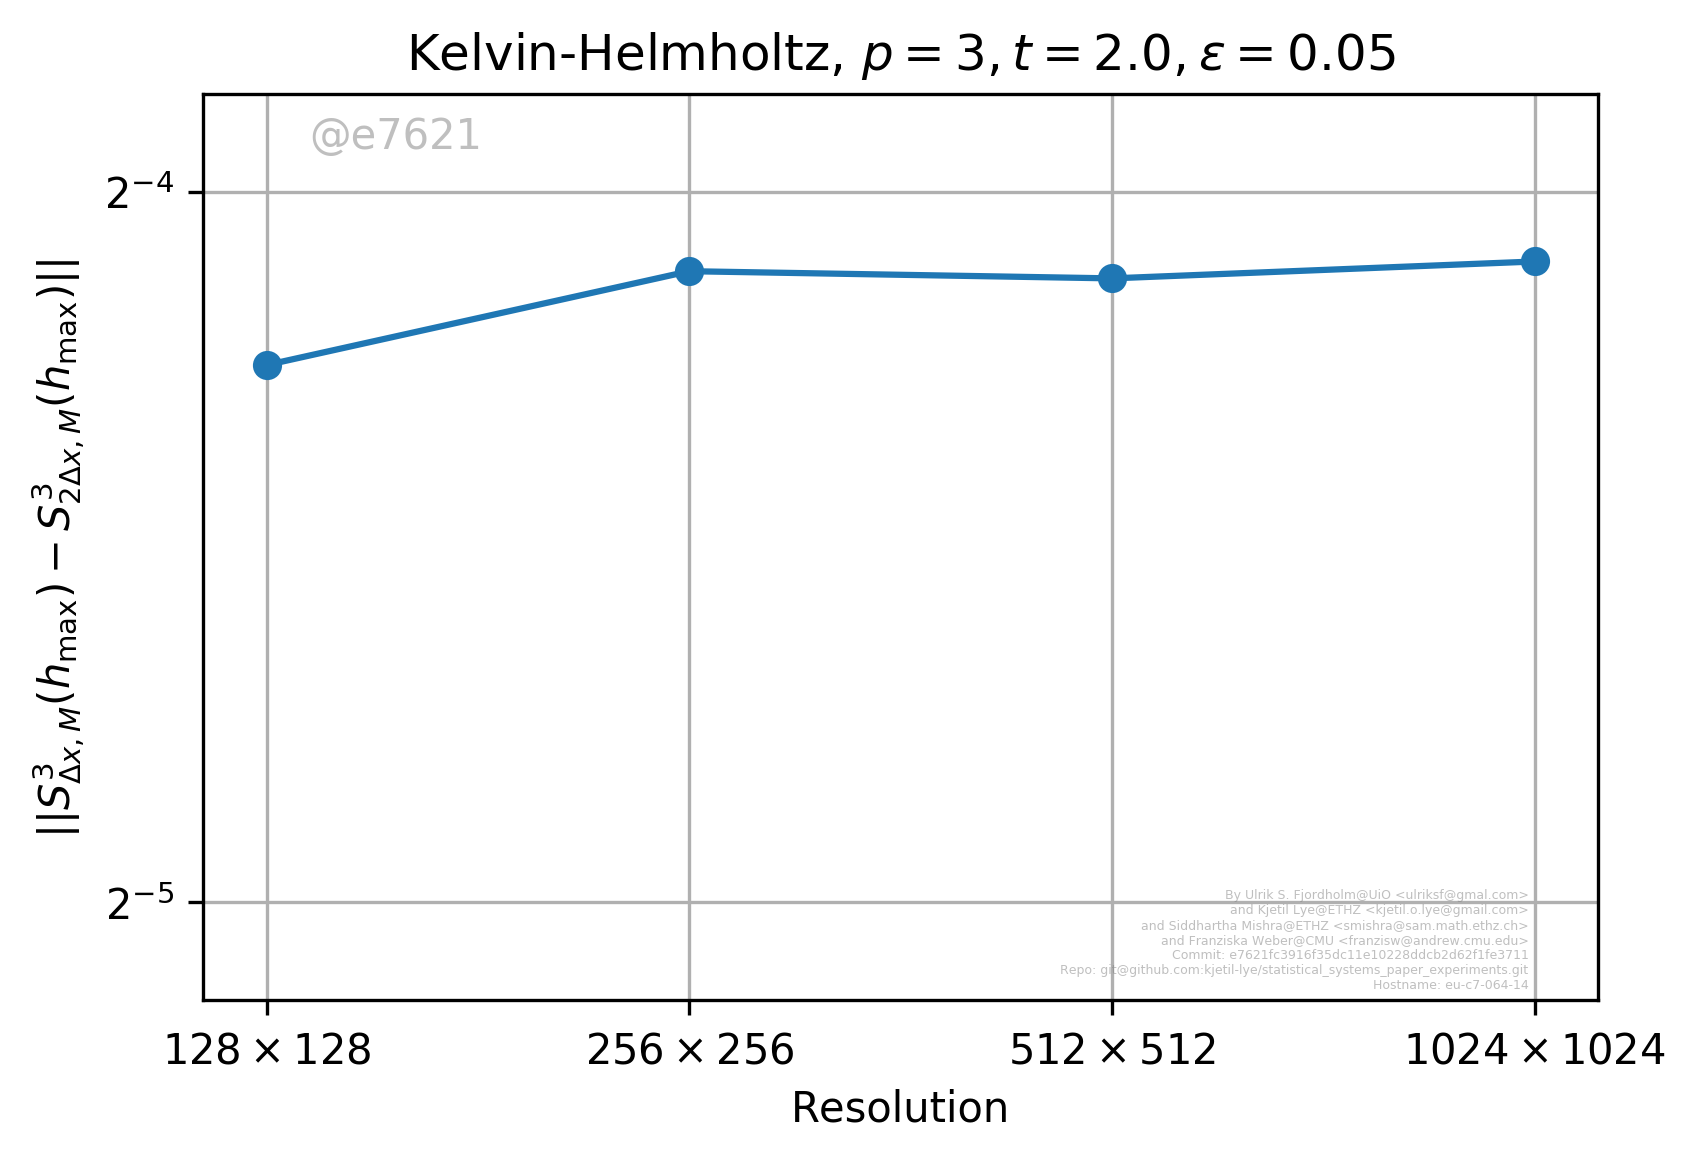 Kelvin-Helmholtz, p = 3, t = 2.0, ε = 0.05
@e7621
2⁻⁴
2⁻⁵
||S³_{Δx, M}(h_max) − S³_{2Δx, M}(h_max)||
By Ulrik S. Fjordholm@UiO <ulriksf@gmal.com>
and Kjetil Lye@ETHZ <kjetil.o.lye@gmail.com>
and Siddhartha Mishra@ETHZ <smishra@sam.math.ethz.ch>
and Franziska Weber@CMU <franzisw@andrew.cmu.edu>
Commit: e7621fc3916f35dc11e10228ddcb2d62f1fe3711
Repo: git@github.com:kjetil-lye/statistical_systems_paper_experiments.git
Hostname: eu-c7-064-14
128 × 128 256 × 256 512 × 512 1024 × 1024
Resolution